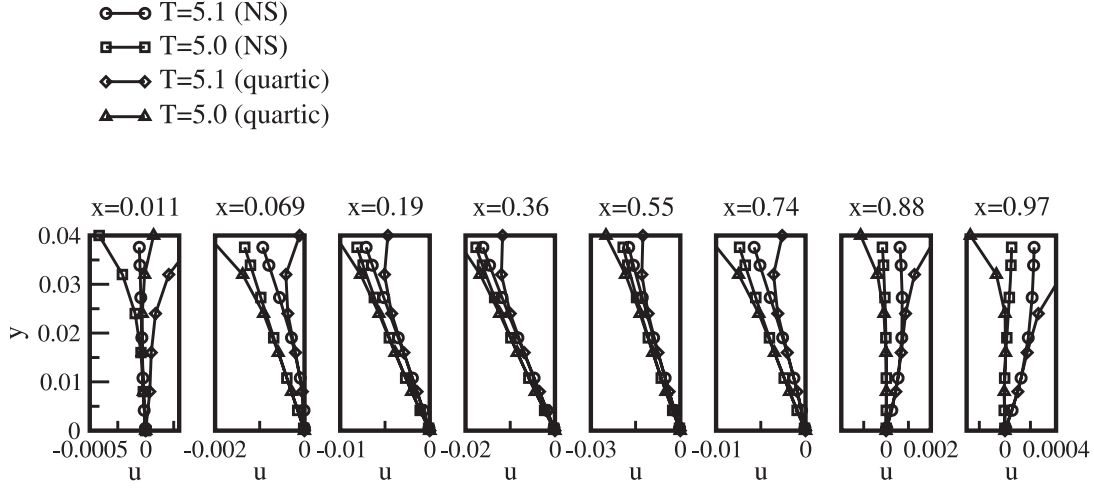 T=5.1 (NS)
T=5.0 (NS)
T=5.1 (quartic)
T=5.0 (quartic)
x=0.011 x=0.069 x=0.19 x=0.36 x=0.55 x=0.74 x=0.88 x=0.97
0.04
0.03
0.02
y
0.01
0
-0.0005 0 -0.002 0 -0.01 0 -0.02 0 -0.03 0 -0.01 0 0 0.002 0 0.0004
u u u u u u u u